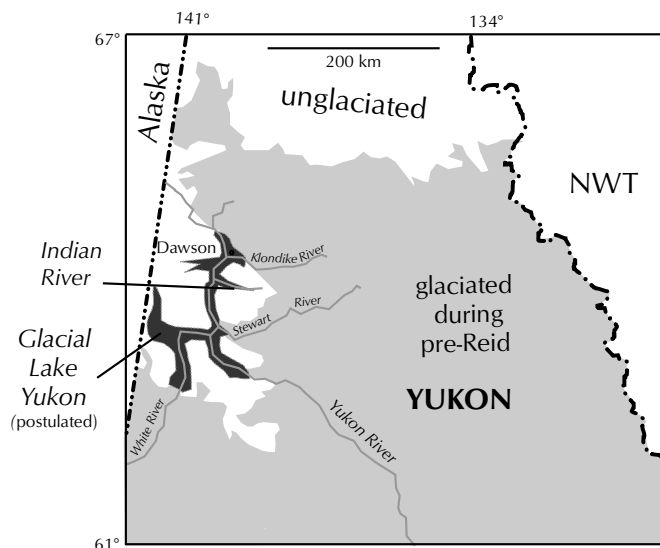 141°
134°
67°
200 km
Alaska
unglaciated
NWT
Dawson
Klondike River
Indian
River
glaciated
during
pre-Reid
River
Stewart
Glacial
Lake
Yukon
(postulated)
YUKON
White River
Yukon River
61°